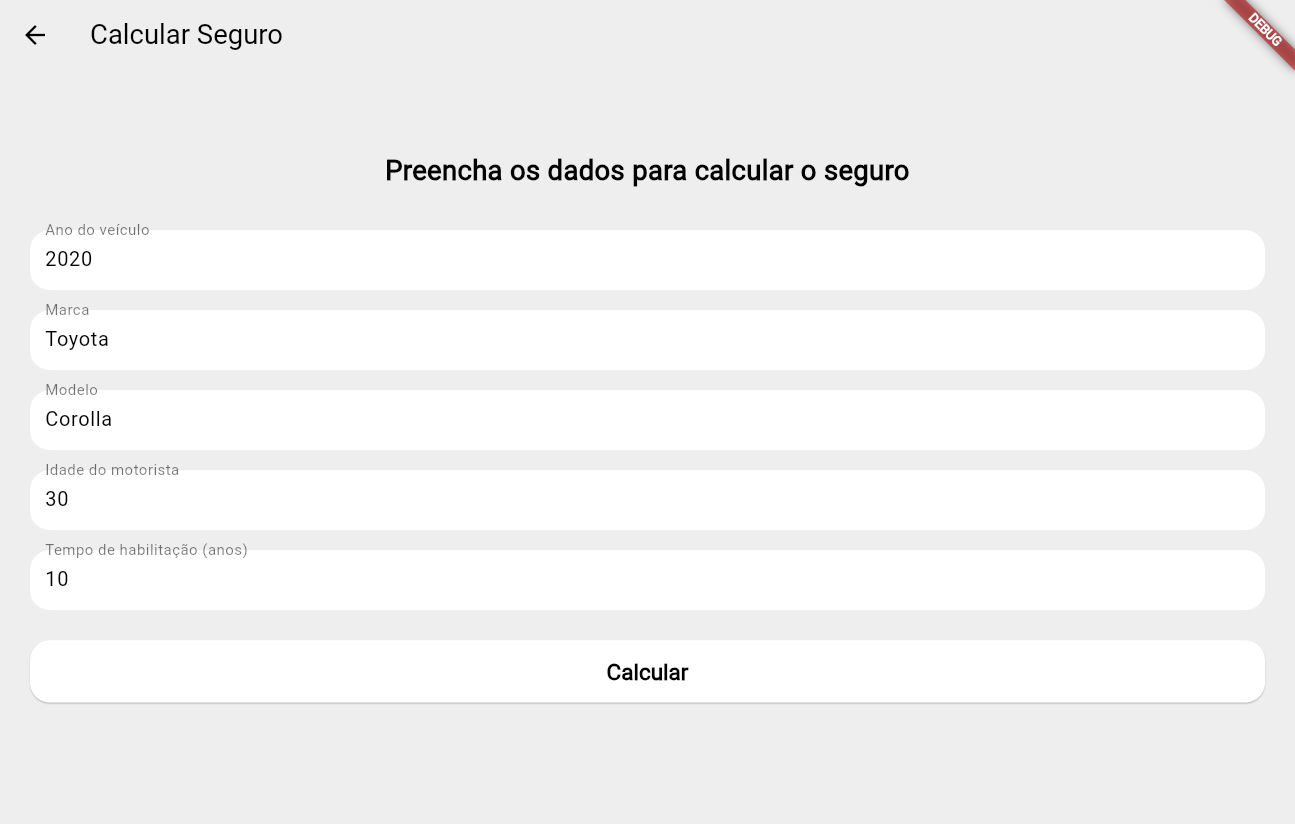 Calcular Seguro
DEBUG
Preencha os dados para calcular o seguro
Ano do veículo
2020
Marca
Toyota
Modelo
Corolla
Idade do motorista
30
Tempo de habilitação (anos)
10
Calcular